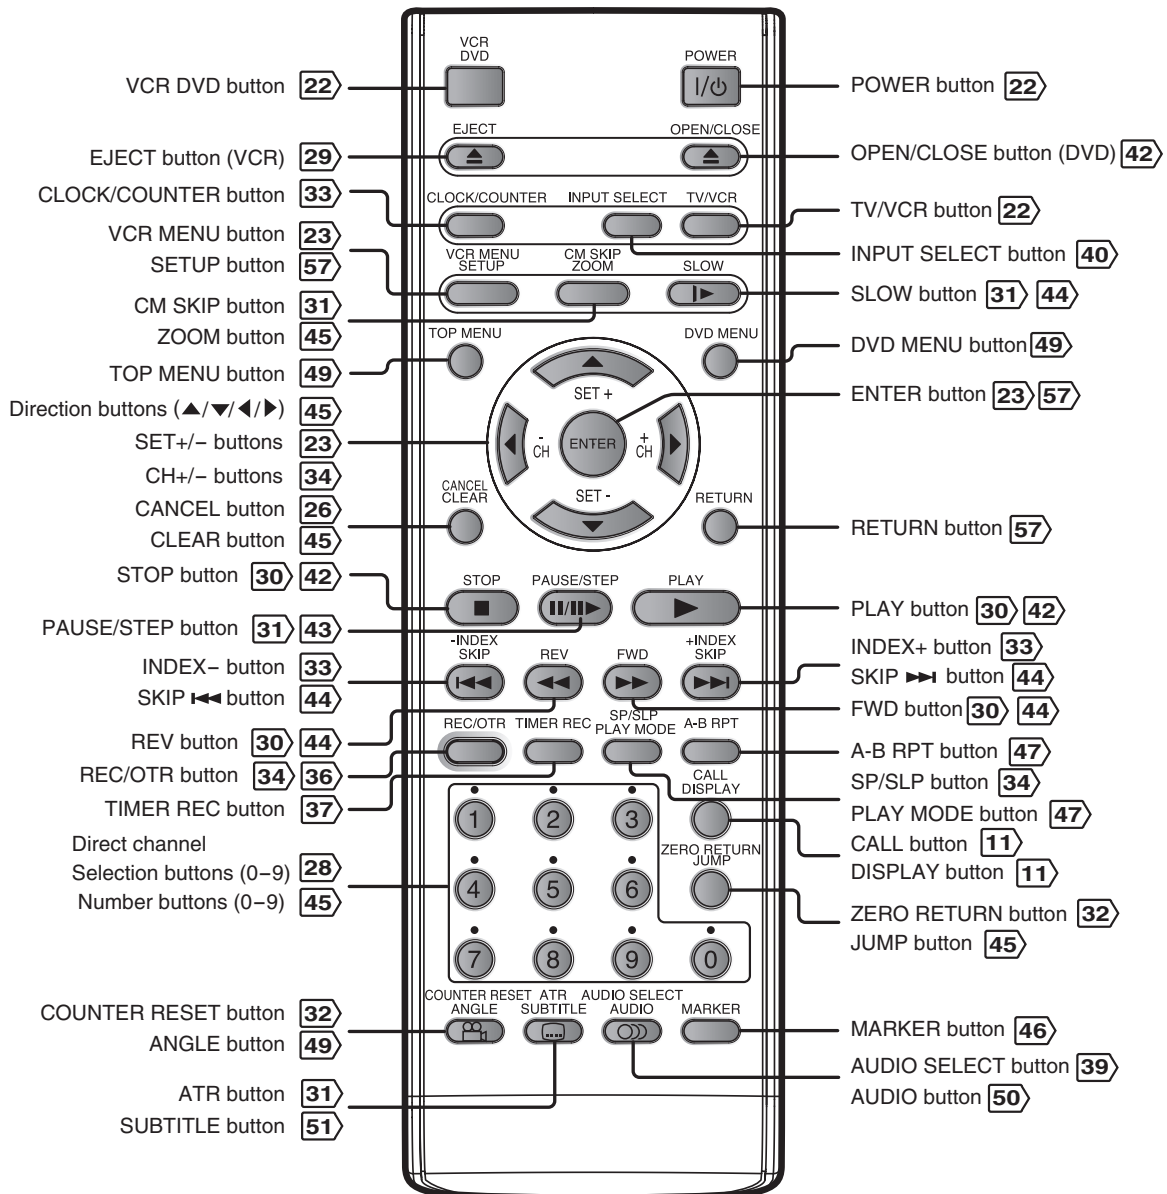 VCR DVD button 22
EJECT button (VCR) 29
CLOCK/COUNTER button 33
VCR MENU button 23
SETUP button 57
CM SKIP button 31
ZOOM button 45
TOP MENU button 49
Direction buttons (▲/▼/◀/▶) 45
SET+/− buttons 23
CH+/− buttons 34
CANCEL button 26
CLEAR button 45
STOP button 30 42
PAUSE/STEP button 31 43
INDEX− button 33
SKIP ⏮ button 44
REV button 30 44
REC/OTR button 34 36
TIMER REC button 37
Direct channel
Selection buttons (0−9) 28
Number buttons (0−9) 45
COUNTER RESET button 32
ANGLE button 49
ATR button 31
SUBTITLE button 51
VCR
DVD
POWER
I/⏻
EJECT
OPEN/CLOSE
CLOCK/COUNTER
INPUT SELECT
TV/VCR
VCR MENU
SETUP
CM SKIP
ZOOM
SLOW
TOP MENU
DVD MENU
SET +
-
CH
ENTER
+
CH
SET -
CANCEL
CLEAR
RETURN
STOP
PAUSE/STEP
PLAY
-INDEX
SKIP
REV
FWD
+INDEX
SKIP
REC/OTR
TIMER REC
SP/SLP
PLAY MODE
A-B RPT
CALL
DISPLAY
1 2 3
ZERO RETURN
JUMP
4 5 6
7 8 9 0
COUNTER RESET
ANGLE
ATR
SUBTITLE
AUDIO SELECT
AUDIO
MARKER
POWER button 22
OPEN/CLOSE button (DVD) 42
TV/VCR button 22
INPUT SELECT button 40
SLOW button 31 44
DVD MENU button 49
ENTER button 23 57
RETURN button 57
PLAY button 30 42
INDEX+ button 33
SKIP ⏭ button 44
FWD button 30 44
A-B RPT button 47
SP/SLP button 34
PLAY MODE button 47
CALL button 11
DISPLAY button 11
ZERO RETURN button 32
JUMP button 45
MARKER button 46
AUDIO SELECT button 39
AUDIO button 50